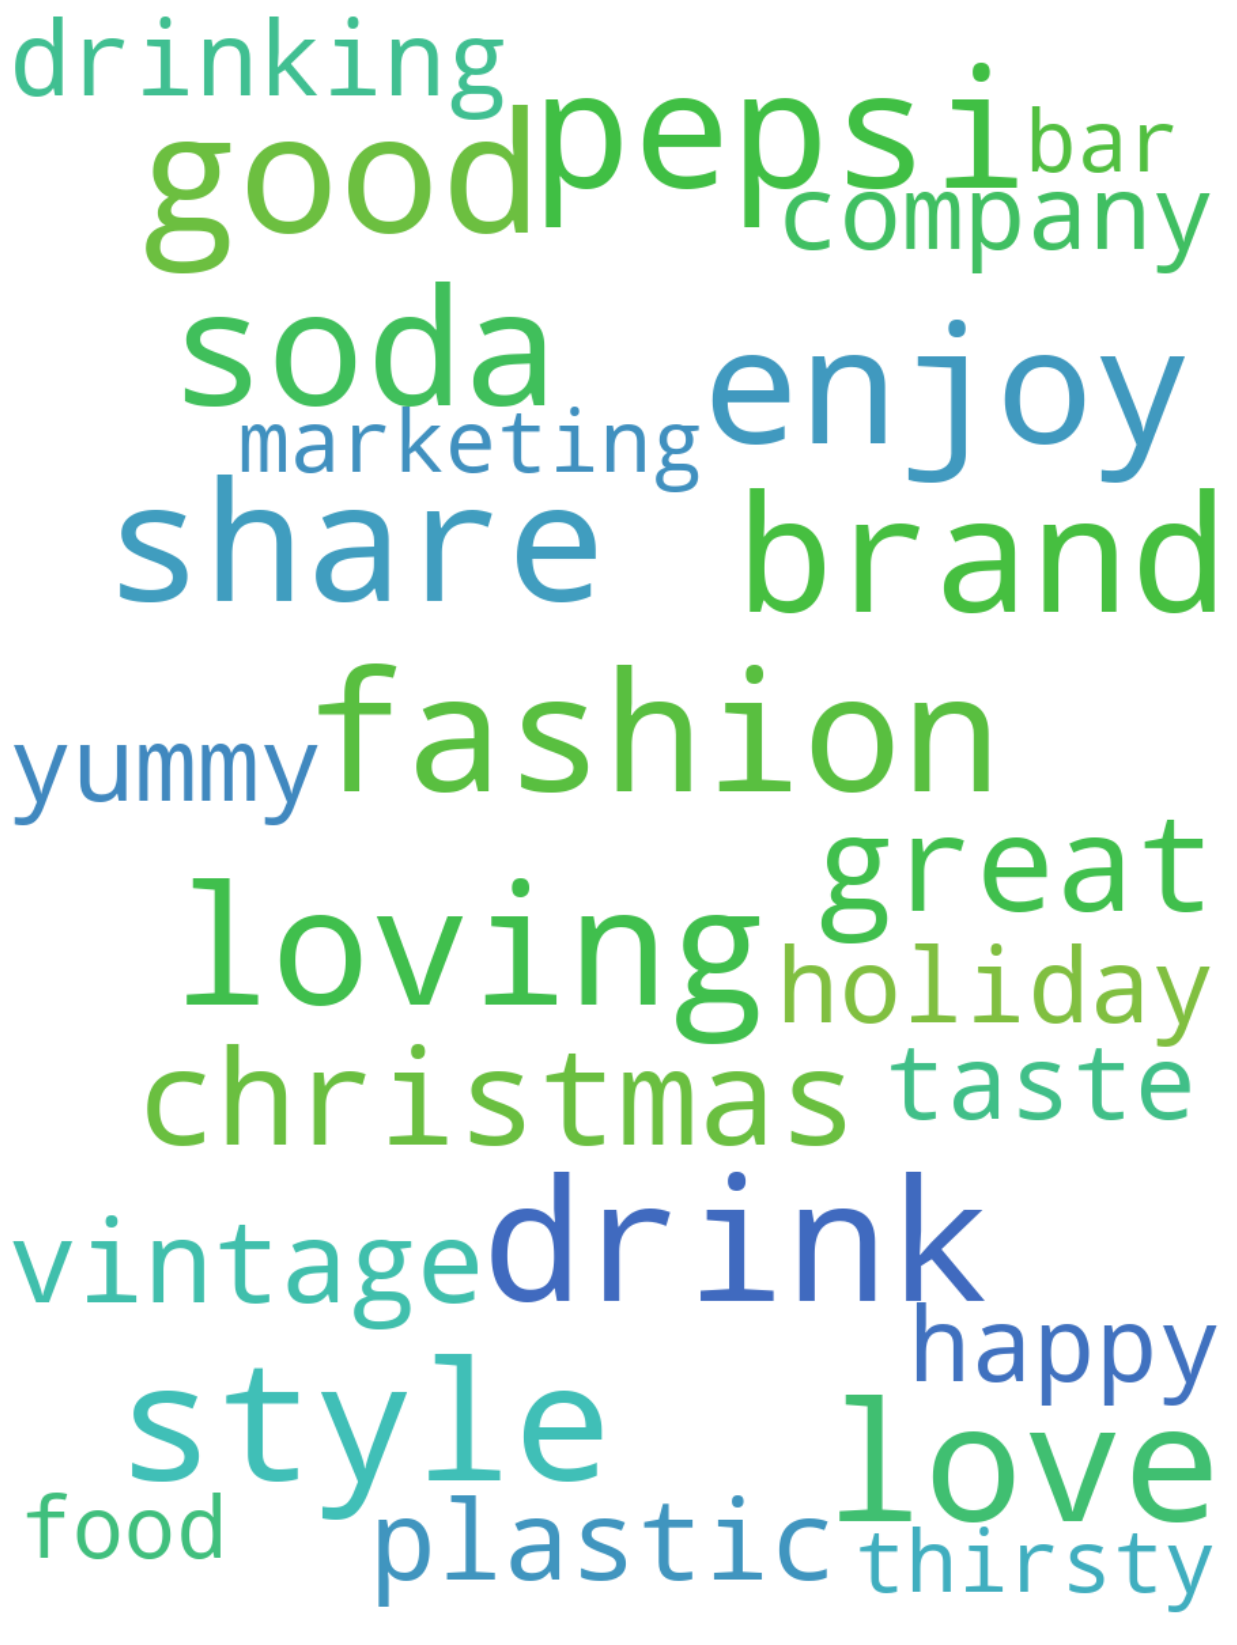 drinking
pepsi
bar
good
company
soda
enjoy
marketing
share
brand
fashion
yummy
great
loving
holiday
christmas
taste
vintage
drink
happy
style
love
food
plastic
thirsty